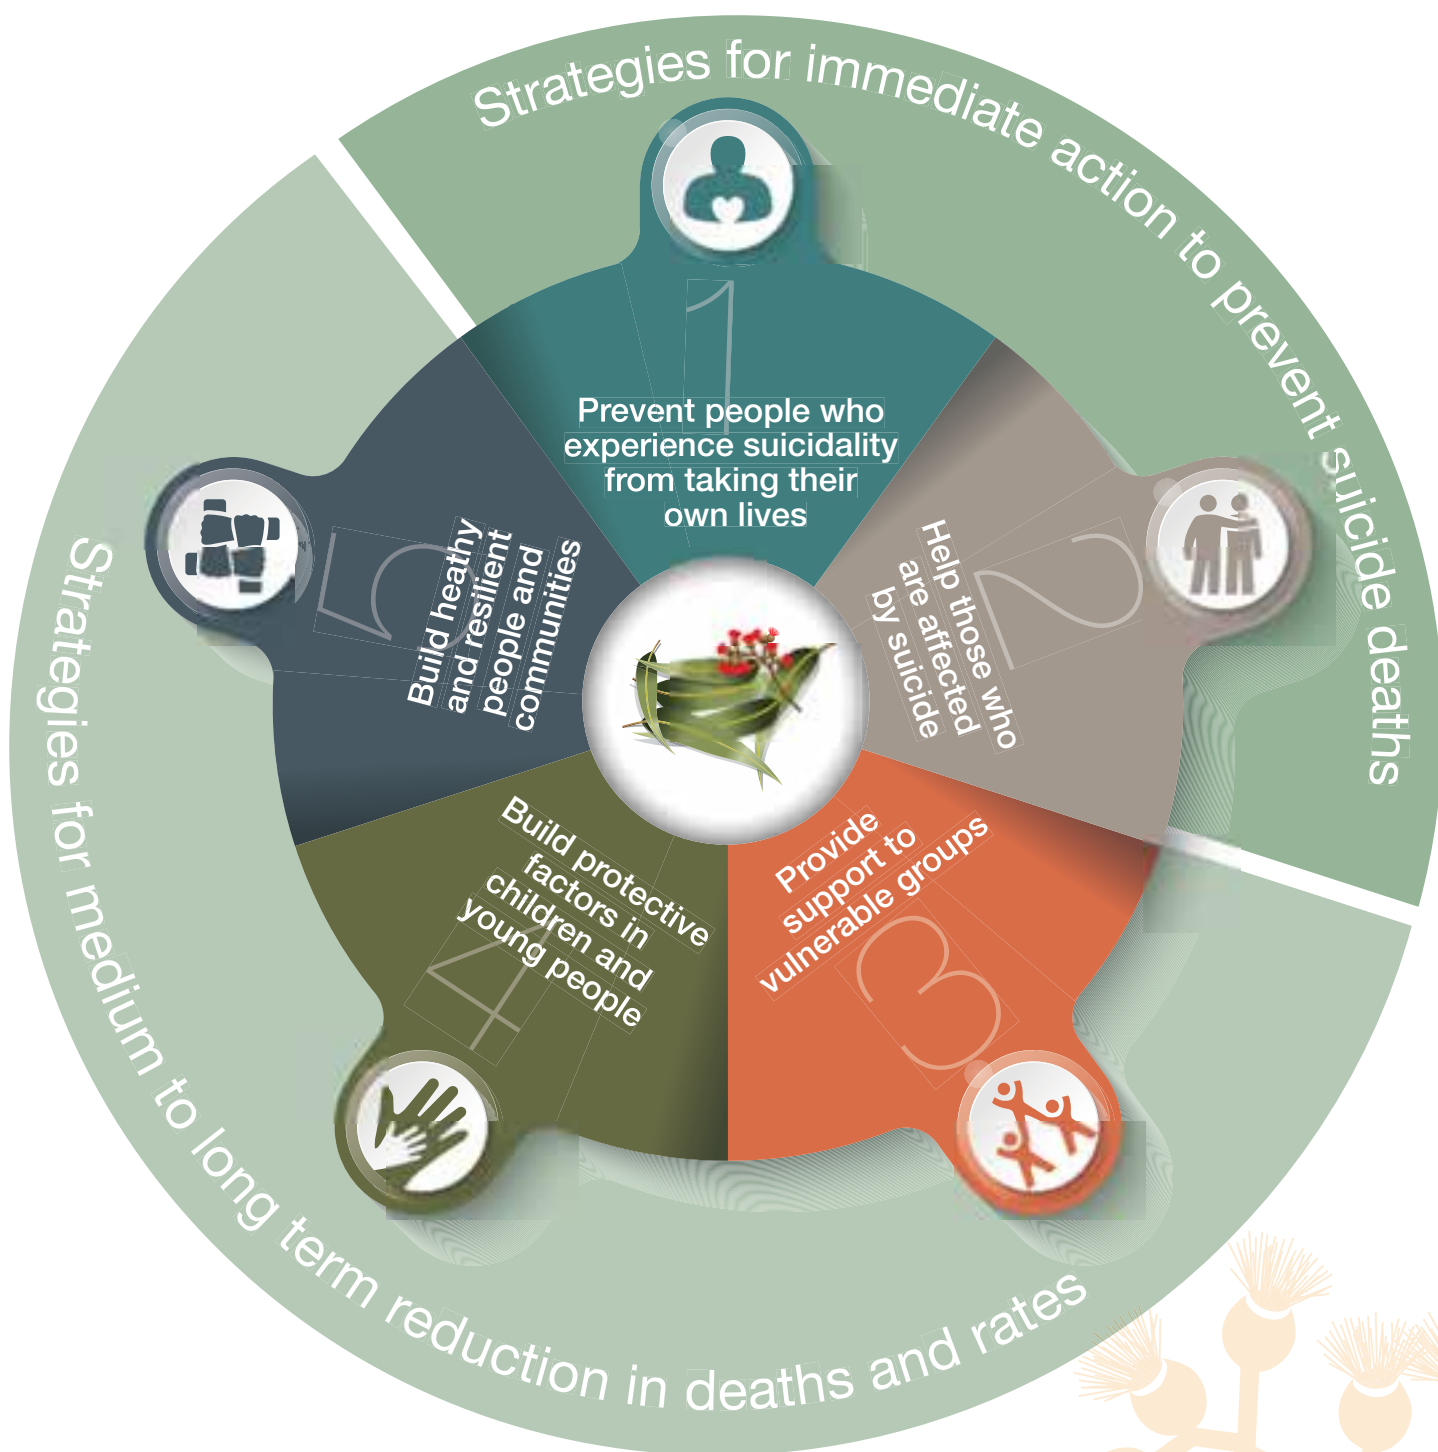 Strategies for immediate action to prevent suicide deaths
1
Prevent people who
experience suicidality
from taking their
own lives
2
Help those who
are affected
by suicide
3
Provide
support to
vulnerable groups
4
Build protective
factors in
children and
young people
5
Build heathy
and resilient
people and
communities
Strategies for medium to long term reduction in deaths and rates